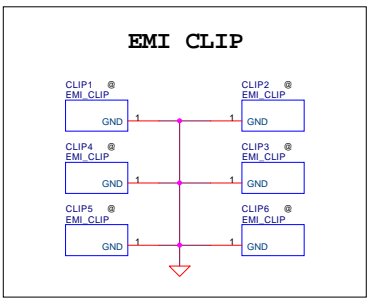 EMI CLIP
CLIP1 @
EMI_CLIP
GND 1
CLIP2 @
EMI_CLIP
1 GND
CLIP4 @
EMI_CLIP
GND 1
CLIP3 @
EMI_CLIP
1 GND
CLIP5 @
EMI_CLIP
GND 1
CLIP6 @
EMI_CLIP
1 GND